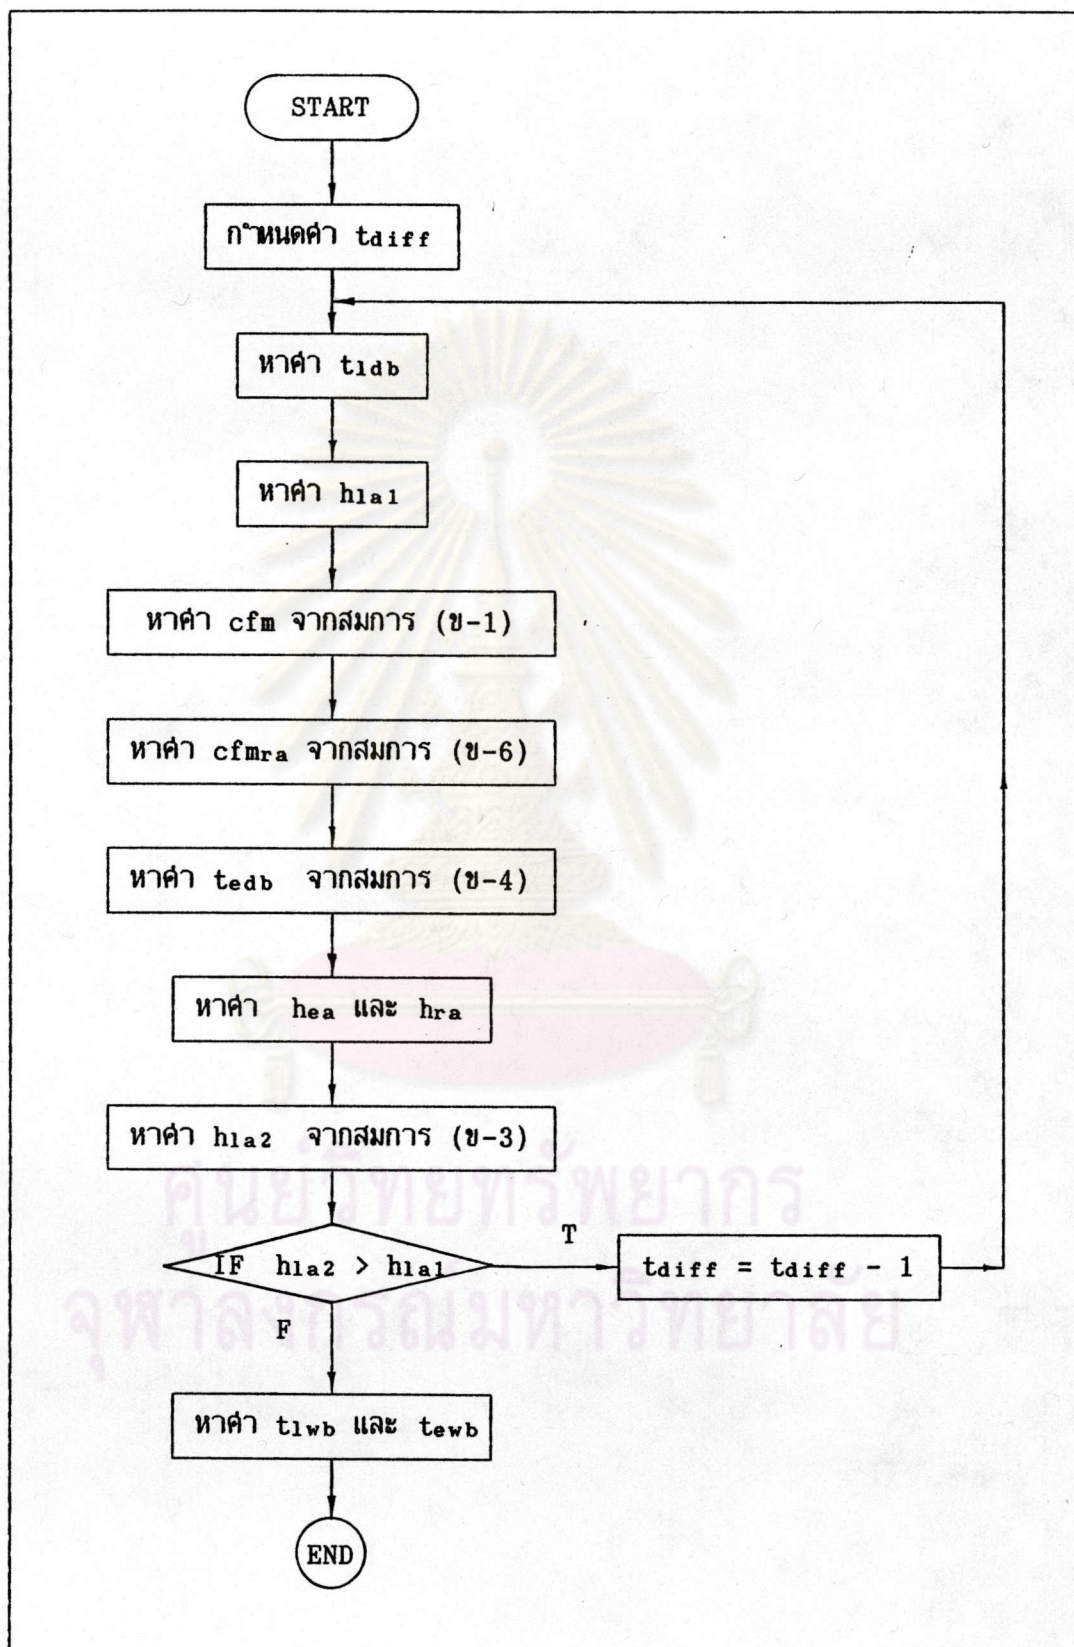 START
กำหนดค่า tdiff
หาค่า tldb
หาค่า hla1
หาค่า cfm จากสมการ (ข-1)
หาค่า cfmra จากสมการ (ข-6)
หาค่า tedb จากสมการ (ข-4)
หาค่า hea และ hra
หาค่า hla2 จากสมการ (ข-3)
IF hla2 > hla1
T
tdiff = tdiff - 1
F
หาค่า tlwb และ tewb
END
ศูนย์วิทยทรัพยากร
จุฬาลงกรณ์มหาวิทยาลัย